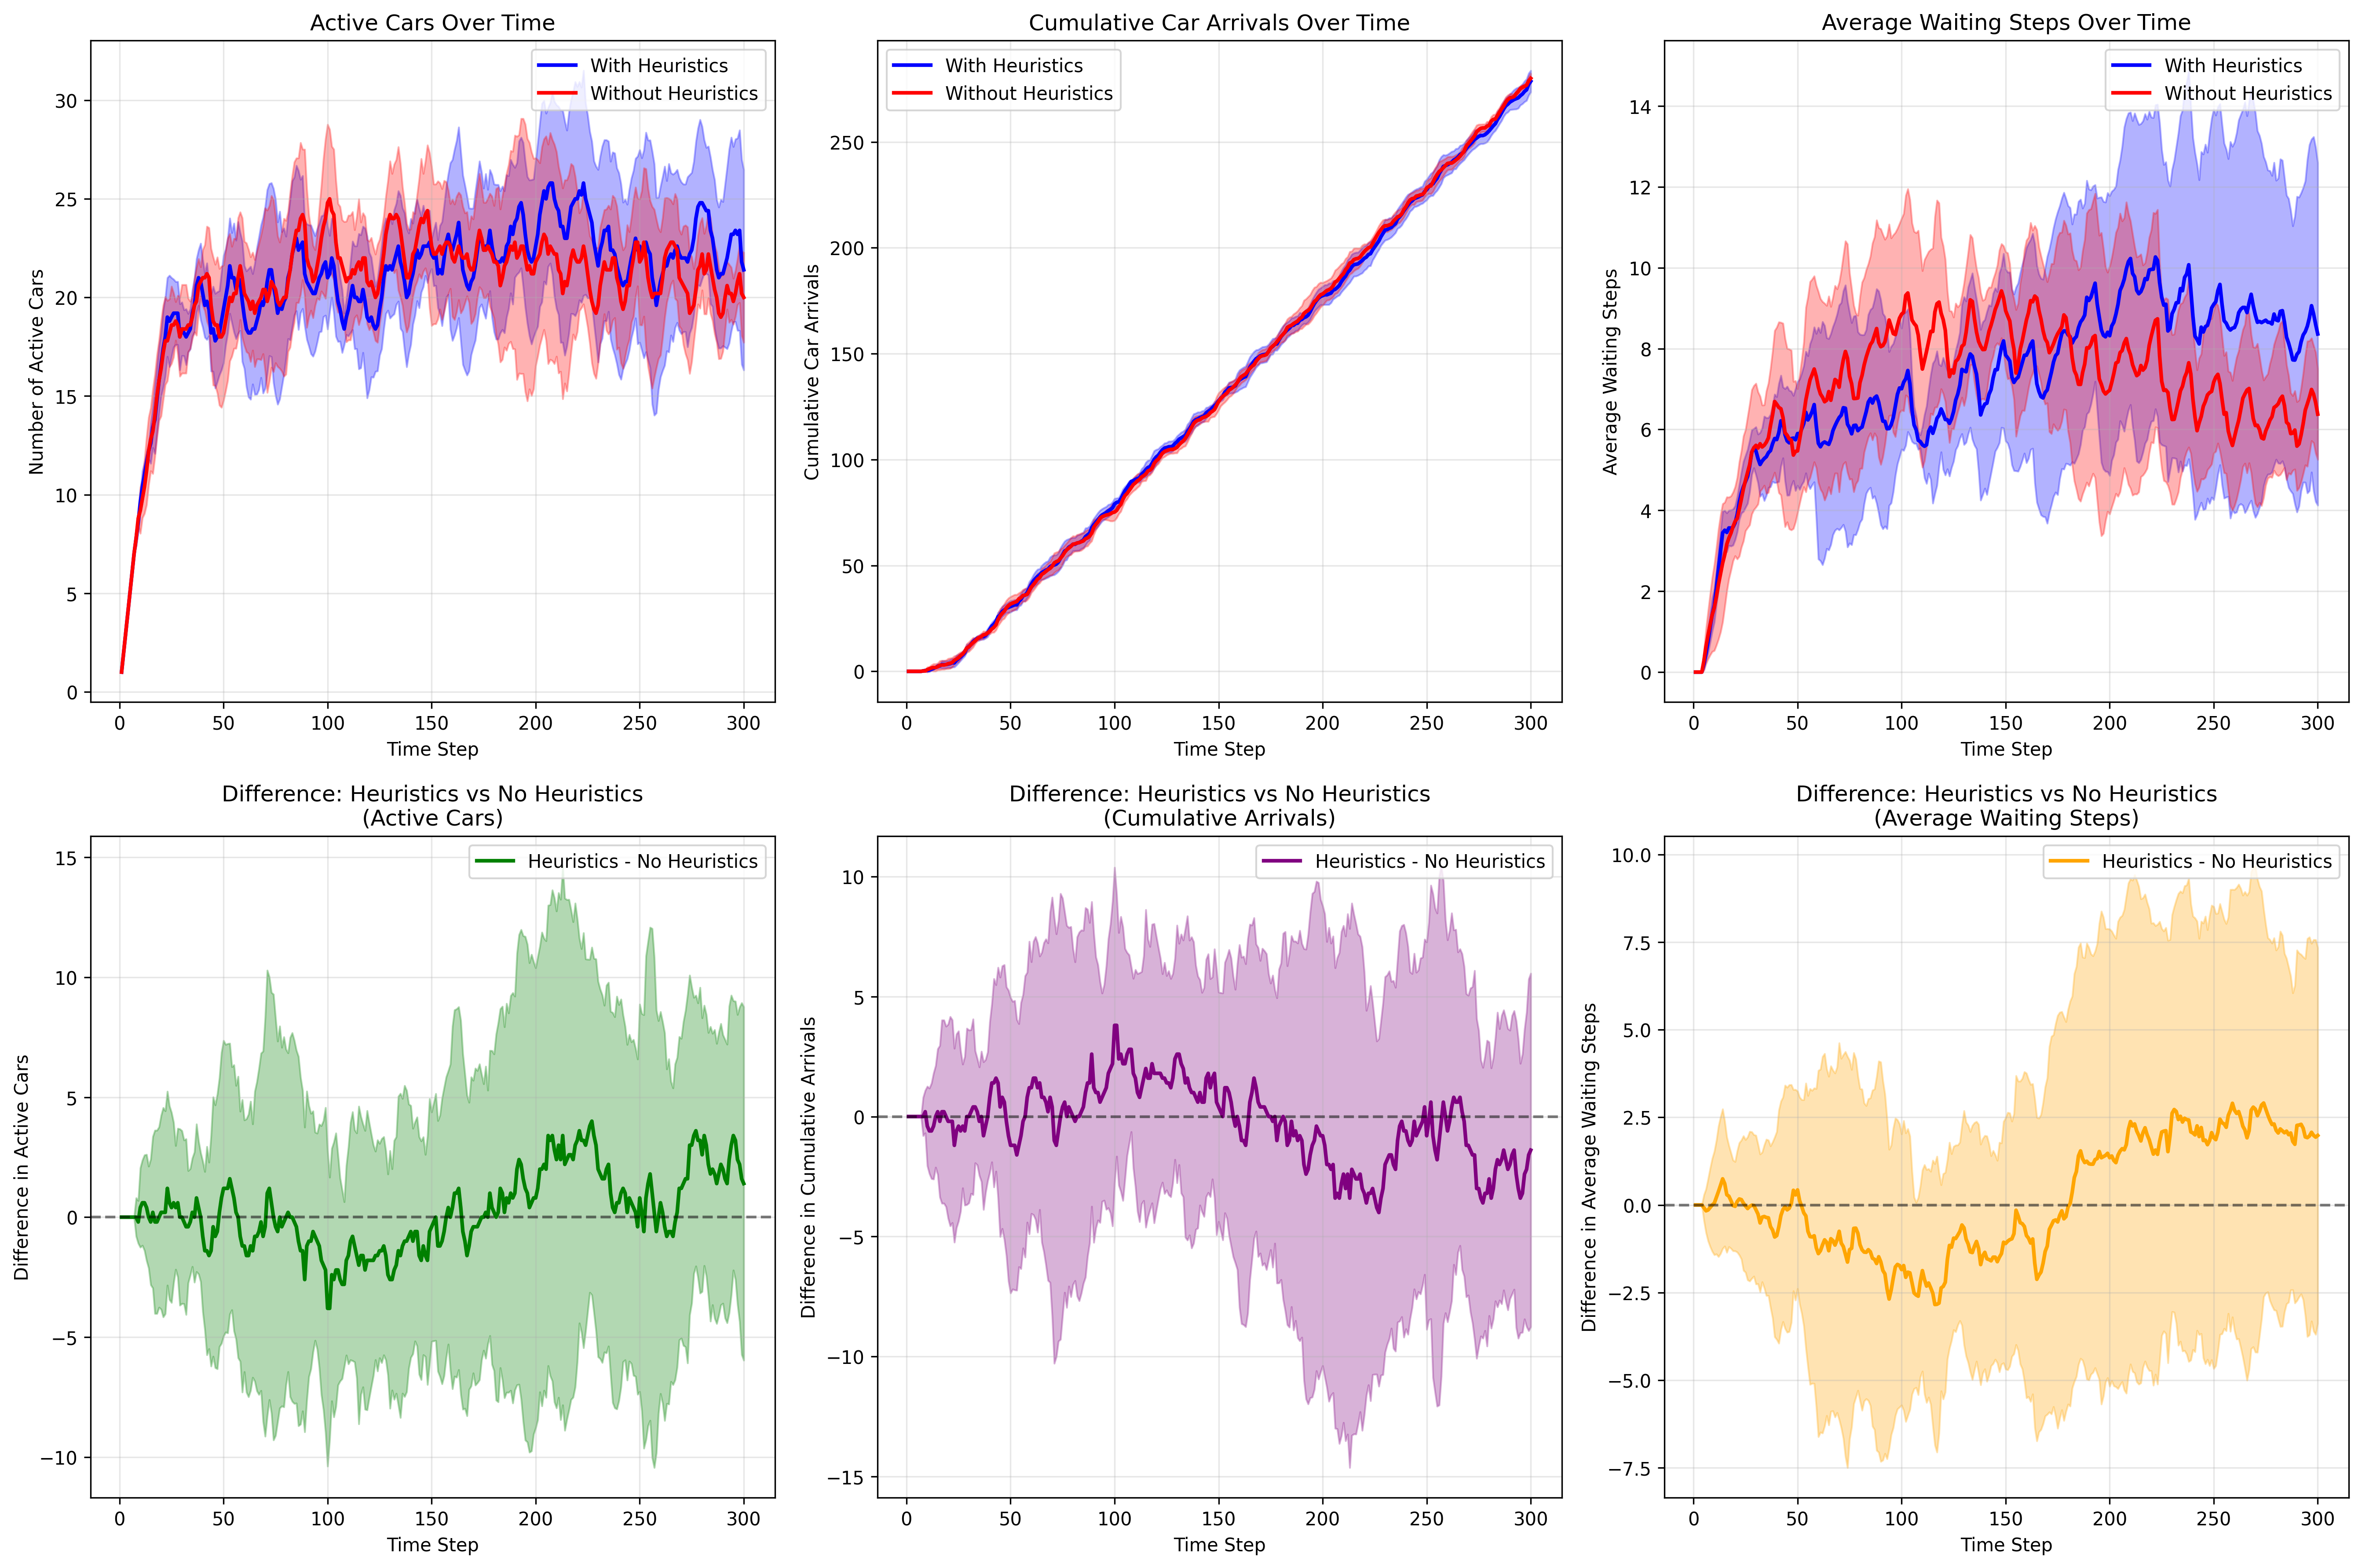 Active Cars Over Time
With Heuristics
Without Heuristics
Number of Active Cars
30
25
20
15
10
5
0
0 50 100 150 200 250 300
Time Step
Cumulative Car Arrivals Over Time
With Heuristics
Without Heuristics
Cumulative Car Arrivals
250
200
150
100
50
0
0 50 100 150 200 250 300
Time Step
Average Waiting Steps Over Time
With Heuristics
Without Heuristics
Average Waiting Steps
14
12
10
8
6
4
2
0
0 50 100 150 200 250 300
Time Step
Difference: Heuristics vs No Heuristics
(Active Cars)
Heuristics - No Heuristics
Difference in Active Cars
15
10
5
0
−5
−10
0 50 100 150 200 250 300
Time Step
Difference: Heuristics vs No Heuristics
(Cumulative Arrivals)
Heuristics - No Heuristics
Difference in Cumulative Arrivals
10
5
0
−5
−10
−15
0 50 100 150 200 250 300
Time Step
Difference: Heuristics vs No Heuristics
(Average Waiting Steps)
Heuristics - No Heuristics
Difference in Average Waiting Steps
10.0
7.5
5.0
2.5
0.0
−2.5
−5.0
−7.5
0 50 100 150 200 250 300
Time Step